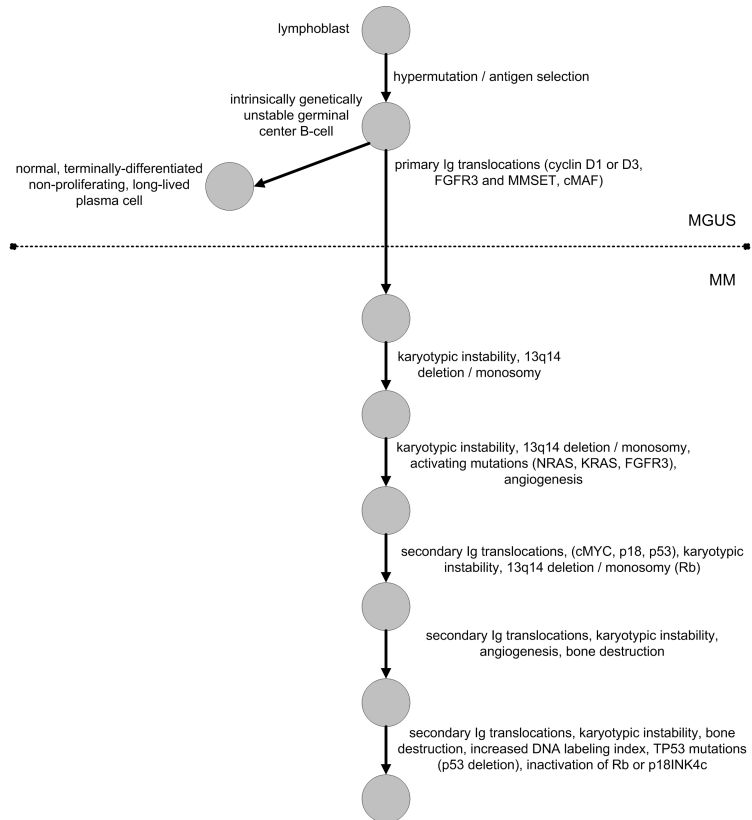 lymphoblast
hypermutation / antigen selection
intrinsically genetically
unstable germinal
center B-cell
normal, terminally-differentiated
non-proliferating, long-lived
plasma cell
primary Ig translocations (cyclin D1 or D3,
FGFR3 and MMSET, cMAF)
MGUS
MM
karyotypic instability, 13q14
deletion / monosomy
karyotypic instability, 13q14 deletion / monosomy,
activating mutations (NRAS, KRAS, FGFR3),
angiogenesis
secondary Ig translocations, (cMYC, p18, p53), karyotypic
instability, 13q14 deletion / monosomy (Rb)
secondary Ig translocations, karyotypic instability,
angiogenesis, bone destruction
secondary Ig translocations, karyotypic instability, bone
destruction, increased DNA labeling index, TP53 mutations
(p53 deletion), inactivation of Rb or p18INK4c